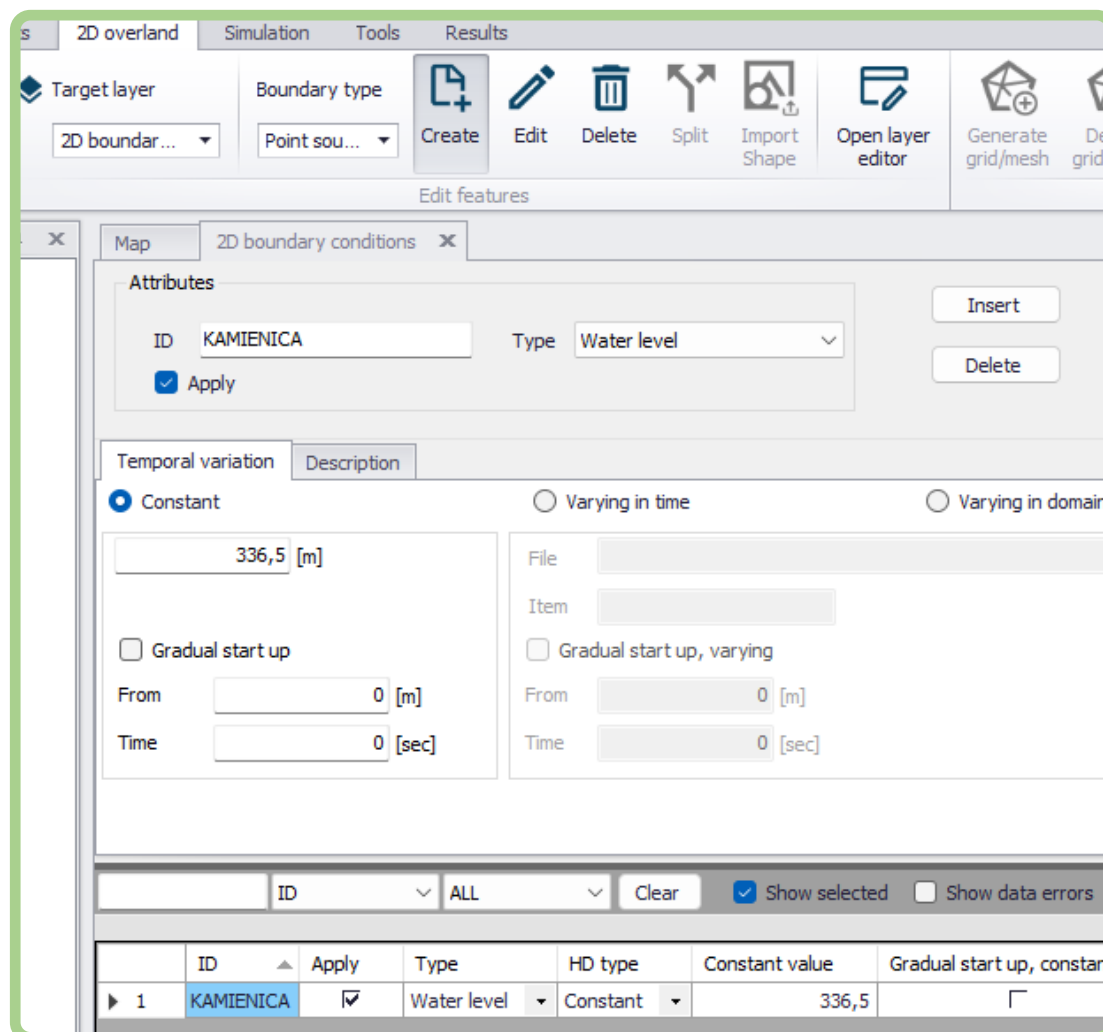 2D overland Simulation Tools Results
Target layer Boundary type
2D boundar... Point sou... Create Edit Delete Split Import Shape Open layer editor Generate grid/mesh
Edit features
Map 2D boundary conditions
Attributes
ID KAMIENICA Type Water level Insert
Apply Delete
Temporal variation Description
Constant Varying in time Varying in domain
336,5 [m] File
Item
Gradual start up Gradual start up, varying
From 0 [m] From 0 [m]
Time 0 [sec] Time 0 [sec]
ID ALL Clear Show selected Show data errors
ID Apply Type HD type Constant value Gradual start up, constan
1 KAMIENICA Water level Constant 336,5